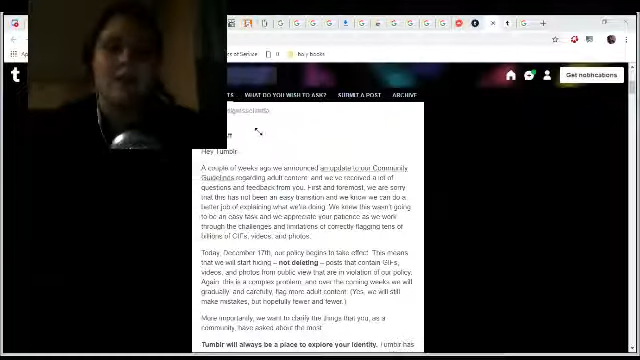 holy books
Get notifications
WHAT DO YOU WISH TO ASK?
SUBMIT A POST
ARCHIVE
Hey Tumblr,
A couple of weeks ago we announced an update to our Community
Guidelines regarding adult content, and we've received a lot of
questions and feedback from you. First and foremost, we are sorry
that this has not been an easy transition and we know we can do a
better job of explaining what we're doing. We knew this wasn't going
to be an easy task and we appreciate your patience as we work
through the challenges and limitations of correctly flagging tens of
billions of GIFs, videos, and photos.
Today, December 17th, our policy begins to take effect. This means
that we will start hiding – not deleting – posts that contain GIFs,
videos, and photos from public view that are in violation of our policy.
Again, this is a complex problem, and over the coming weeks we will
gradually, and carefully, flag more adult content. (Yes, we will still
make mistakes, but hopefully fewer and fewer.)
More importantly, we want to clarify the things that you, as a
community, have asked about the most.
Tumblr will always be a place to explore your identity. Tumblr has